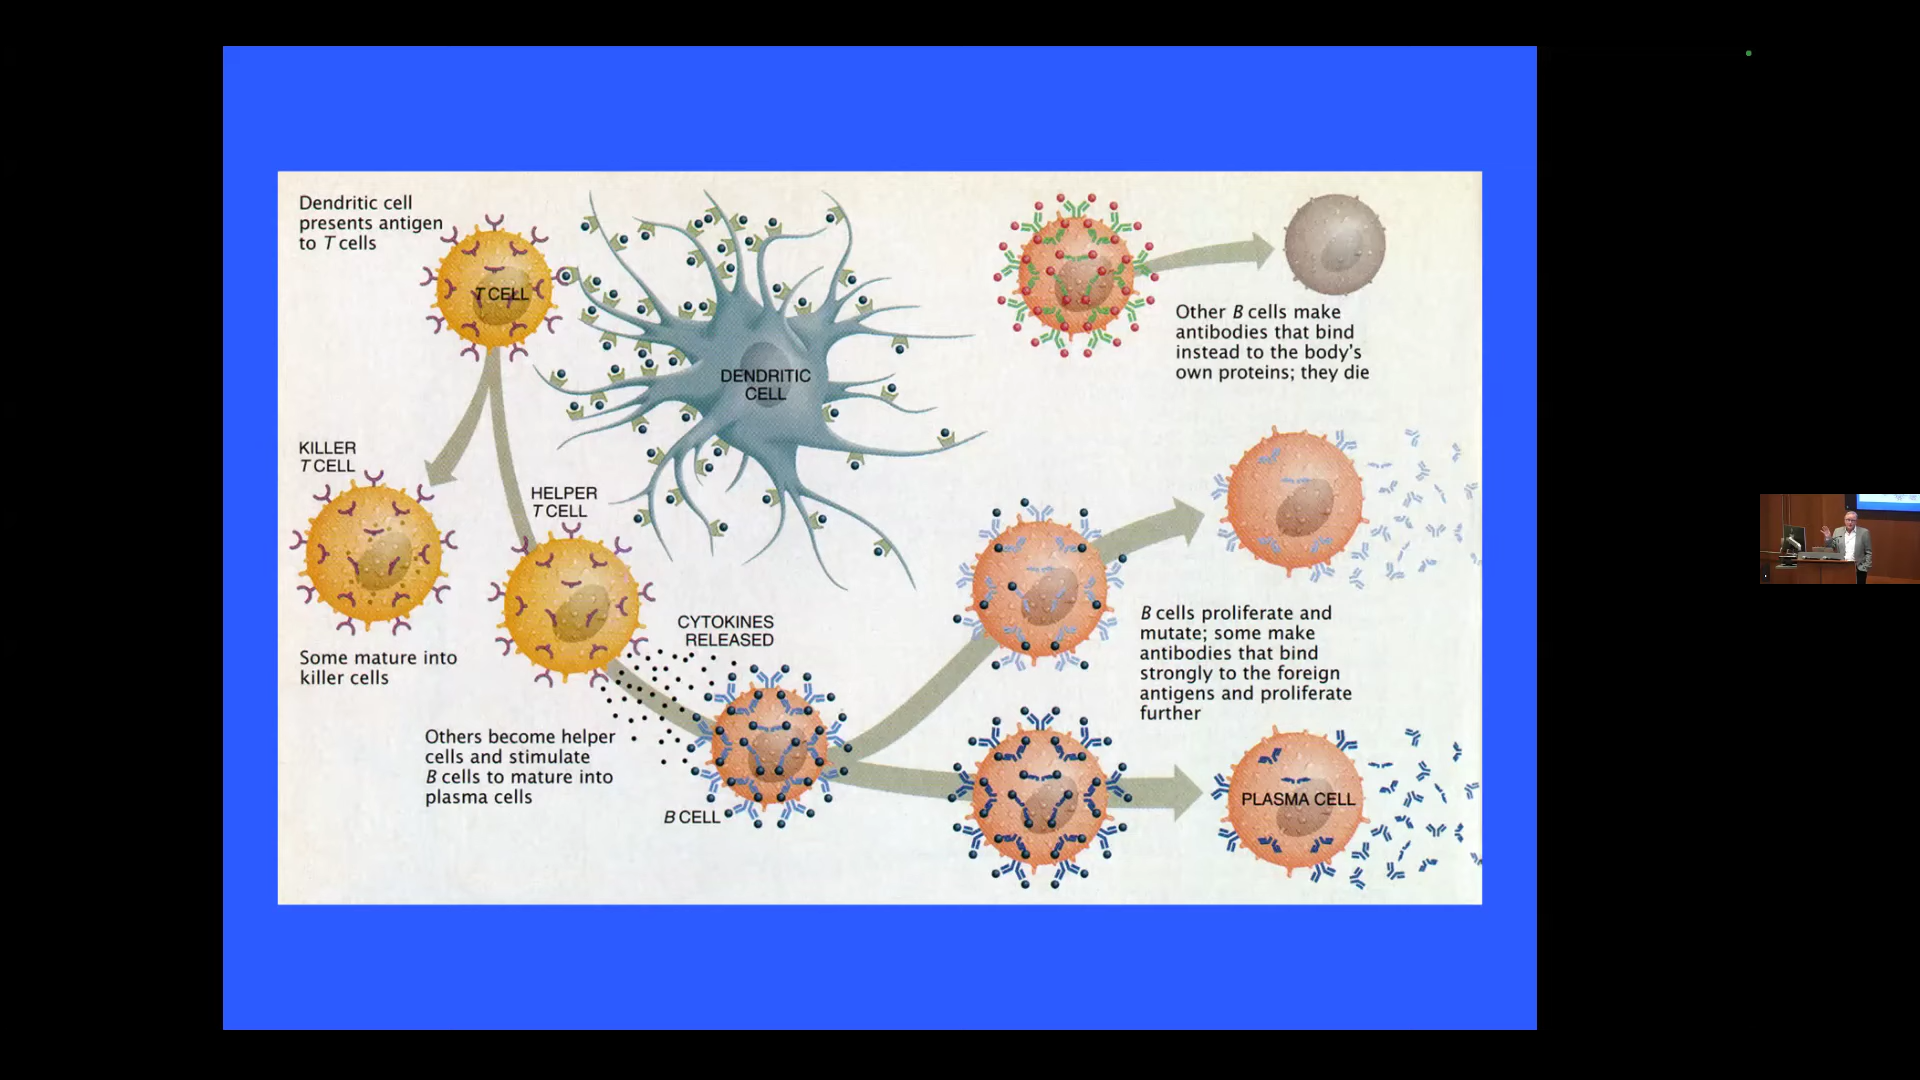 Dendritic cell
presents antigen
to T cells
T CELL
DENDRITIC
CELL
Other B cells make
antibodies that bind
instead to the body's
own proteins; they die
KILLER
T CELL
HELPER
T CELL
Some mature into
killer cells
CYTOKINES
RELEASED
Others become helper
cells and stimulate
B cells to mature into
plasma cells
B CELL
B cells proliferate and
mutate; some make
antibodies that bind
strongly to the foreign
antigens and proliferate
further
PLASMA CELL